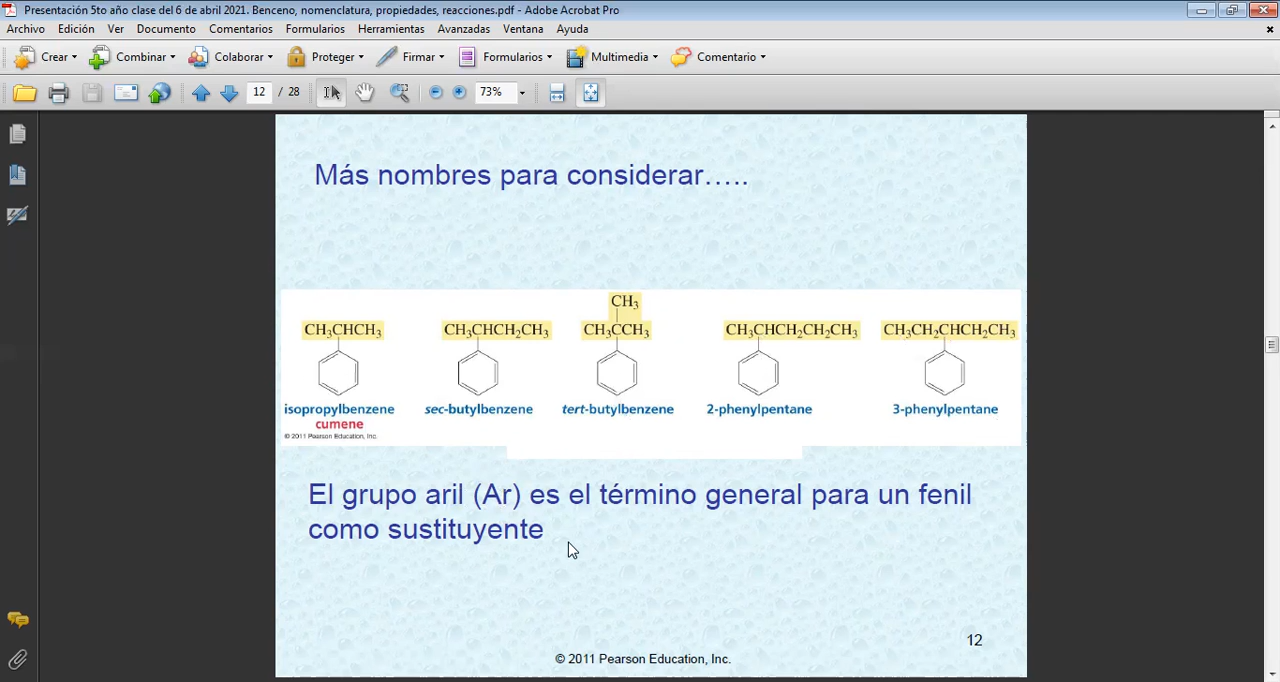 Presentación 5to año clase del 6 de abril 2021. Benceno, nomenclatura, propiedades, reacciones.pdf - Adobe Acrobat Pro
Archivo Edición Ver Documento Comentarios Formularios Herramientas Avanzadas Ventana Ayuda
Crear Combinar Colaborar Proteger Firmar Formularios Multimedia Comentario
12 / 28 73%
Más nombres para considerar…..
CH₃
CH₃CHCH₃ CH₃CHCH₂CH₃ CH₃CCH₃ CH₃CHCH₂CH₂CH₃ CH₃CH₂CHCH₂CH₃
isopropylbenzene sec-butylbenzene tert-butylbenzene 2-phenylpentane 3-phenylpentane
cumene
© 2011 Pearson Education, Inc.
El grupo aril (Ar) es el término general para un fenil
como sustituyente
12
© 2011 Pearson Education, Inc.